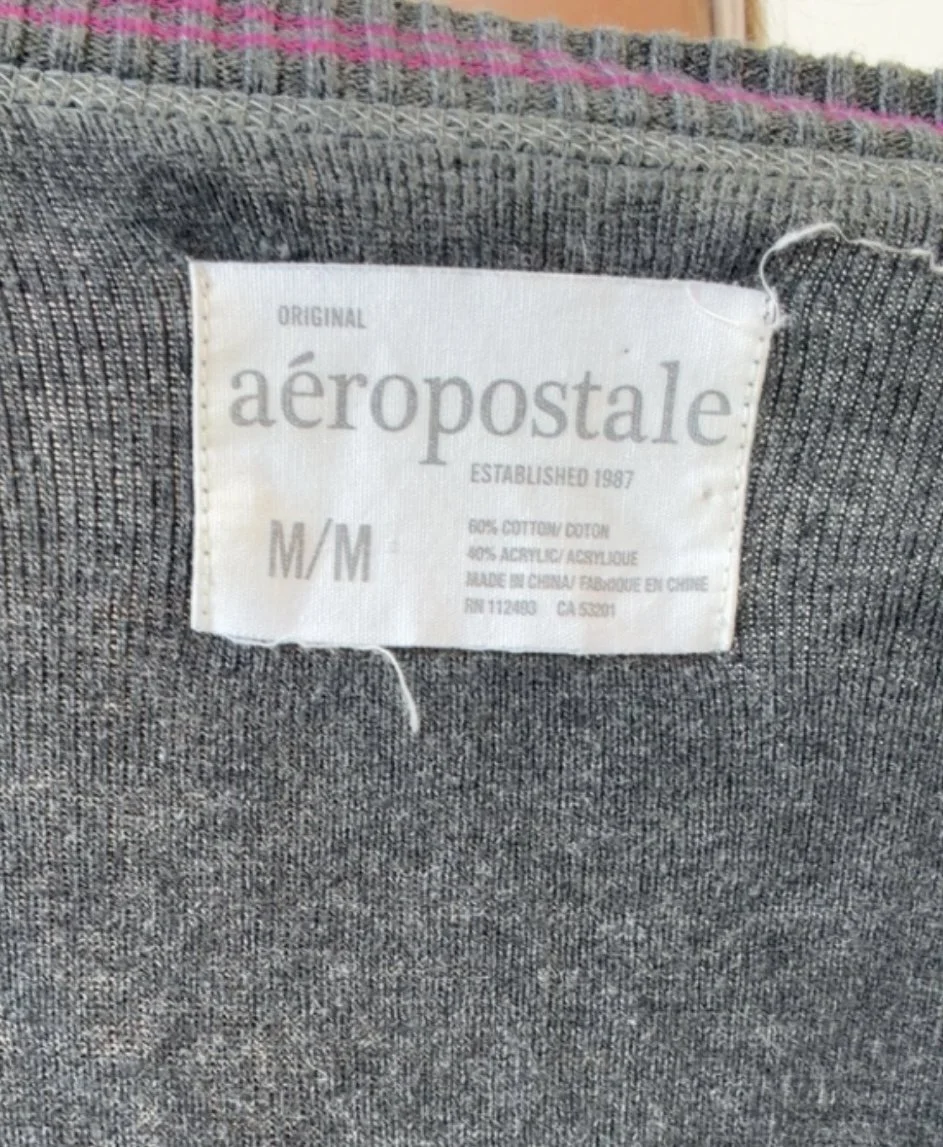 ORIGINAL
aéropostale
ESTABLISHED 1987
M/M
60% COTTON/ COTON
40% ACRYLIC/ ACRYLIQUE
MADE IN CHINA/ FABRIQUE EN CHINE
RN 112493 CA 53201